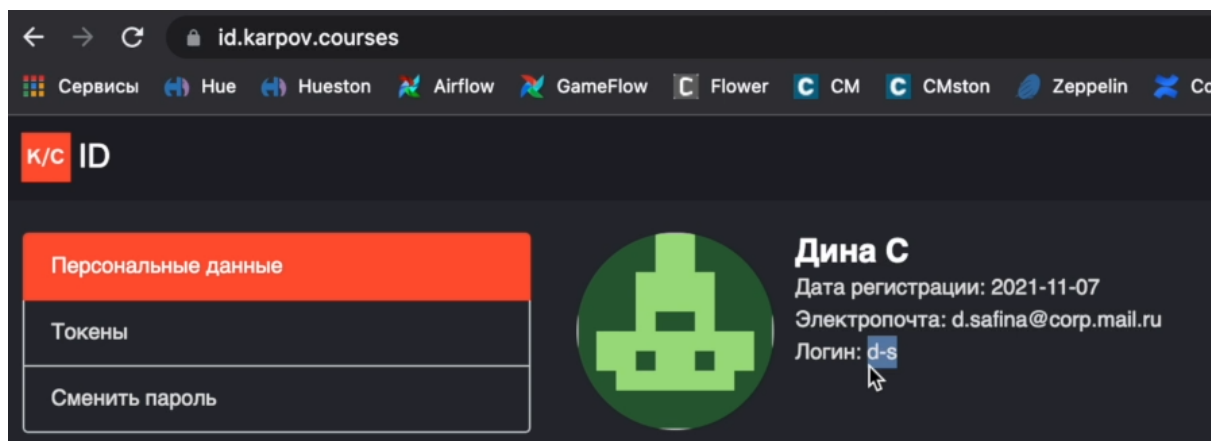 id.karpov.courses
Сервисы Hue Hueston Airflow GameFlow C Flower C CM C CMston Zeppelin
K/C ID
Персональные данные
Токены
Сменить пароль
Дина С
Дата регистрации: 2021-11-07
Электропочта: d.safina@corp.mail.ru
Логин: d-s